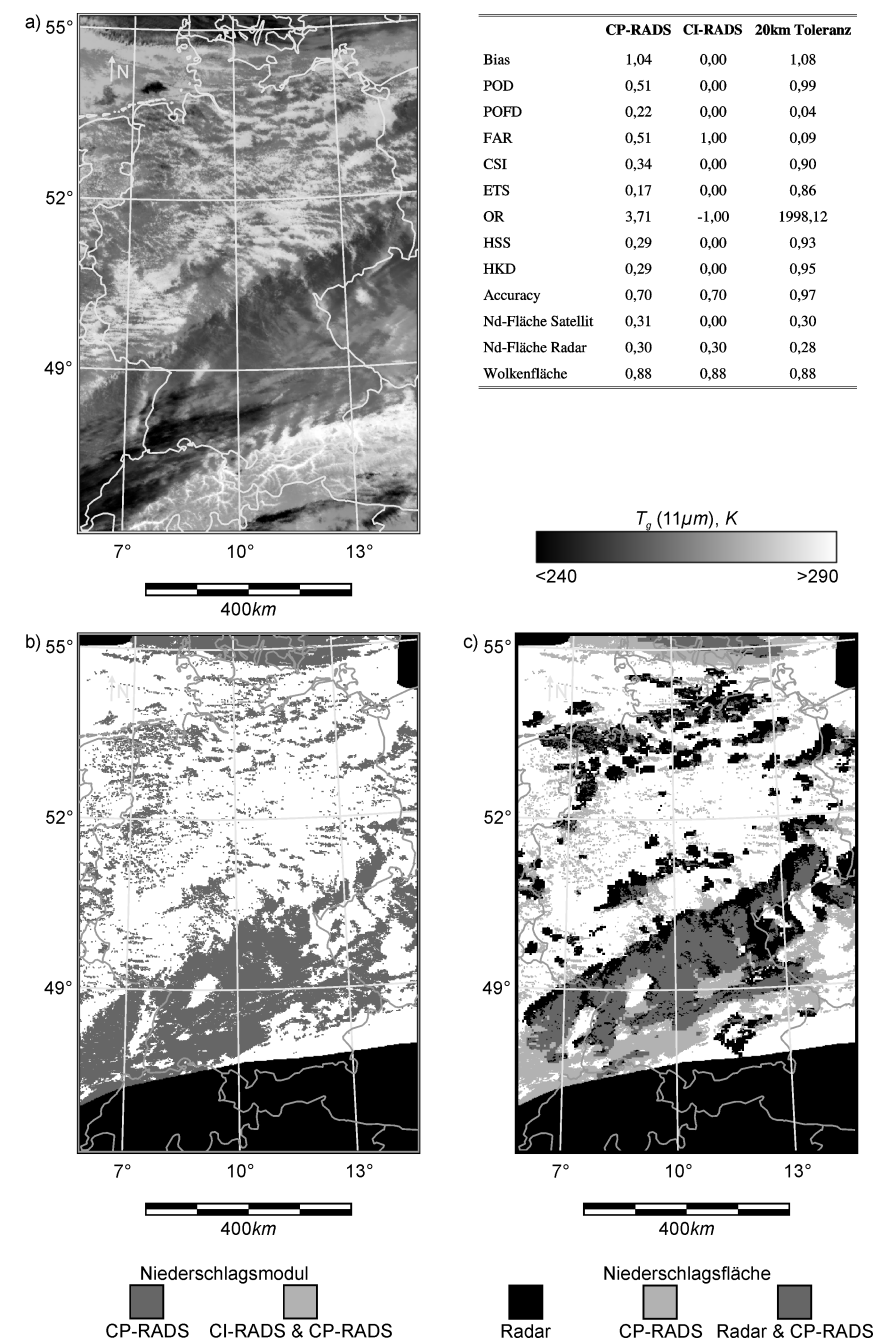 a)
55°
N
52°
49°
7° 10° 13°
400km
CP-RADS CI-RADS 20km Toleranz
Bias 1,04 0,00 1,08
POD 0,51 0,00 0,99
POFD 0,22 0,00 0,04
FAR 0,51 1,00 0,09
CSI 0,34 0,00 0,90
ETS 0,17 0,00 0,86
OR 3,71 -1,00 1998,12
HSS 0,29 0,00 0,93
HKD 0,29 0,00 0,95
Accuracy 0,70 0,70 0,97
Nd-Fläche Satellit 0,31 0,00 0,30
Nd-Fläche Radar 0,30 0,30 0,28
Wolkenfläche 0,88 0,88 0,88
Tg (11µm), K
<240 >290
b)
55°
N
52°
49°
7° 10° 13°
400km
Niederschlagsmodul
CP-RADS CI-RADS & CP-RADS
c)
55°
N
52°
49°
7° 10° 13°
400km
Niederschlagsfläche
Radar CP-RADS Radar & CP-RADS